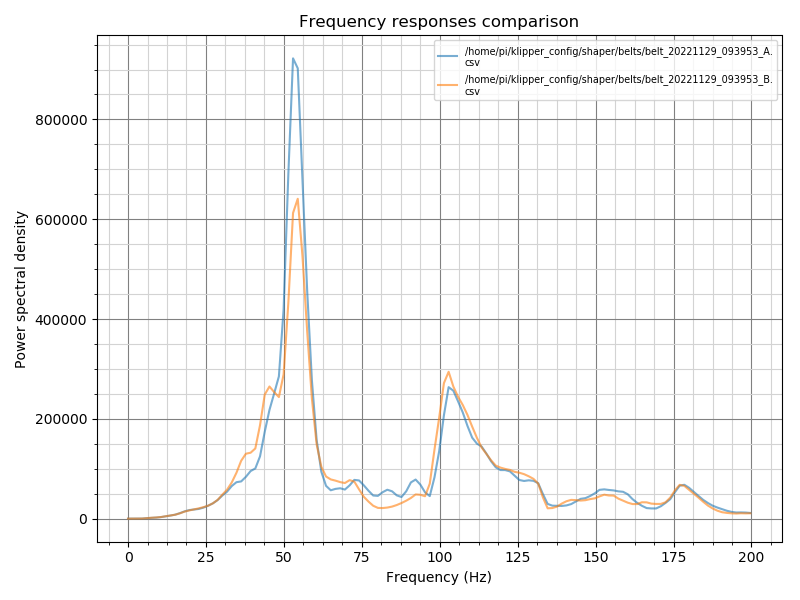 Frequency responses comparison
/home/pi/klipper_config/shaper/belts/belt_20221129_093953_A.
csv
/home/pi/klipper_config/shaper/belts/belt_20221129_093953_B.
csv
800000
600000
400000
200000
0
Power spectral density
0 25 50 75 100 125 150 175 200
Frequency (Hz)